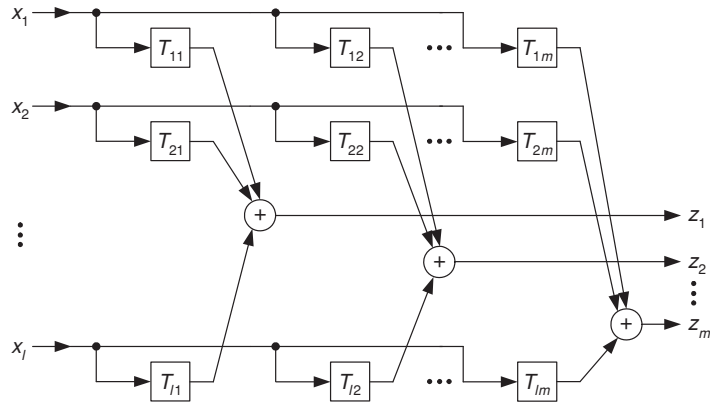 x₁
T₁₁ T₁₂ ••• T₁ₘ
x₂
T₂₁ T₂₂ ••• T₂ₘ
+ z₁
+ z₂
+ zₘ
xₗ
Tₗ₁ Tₗ₂ ••• Tₗₘ